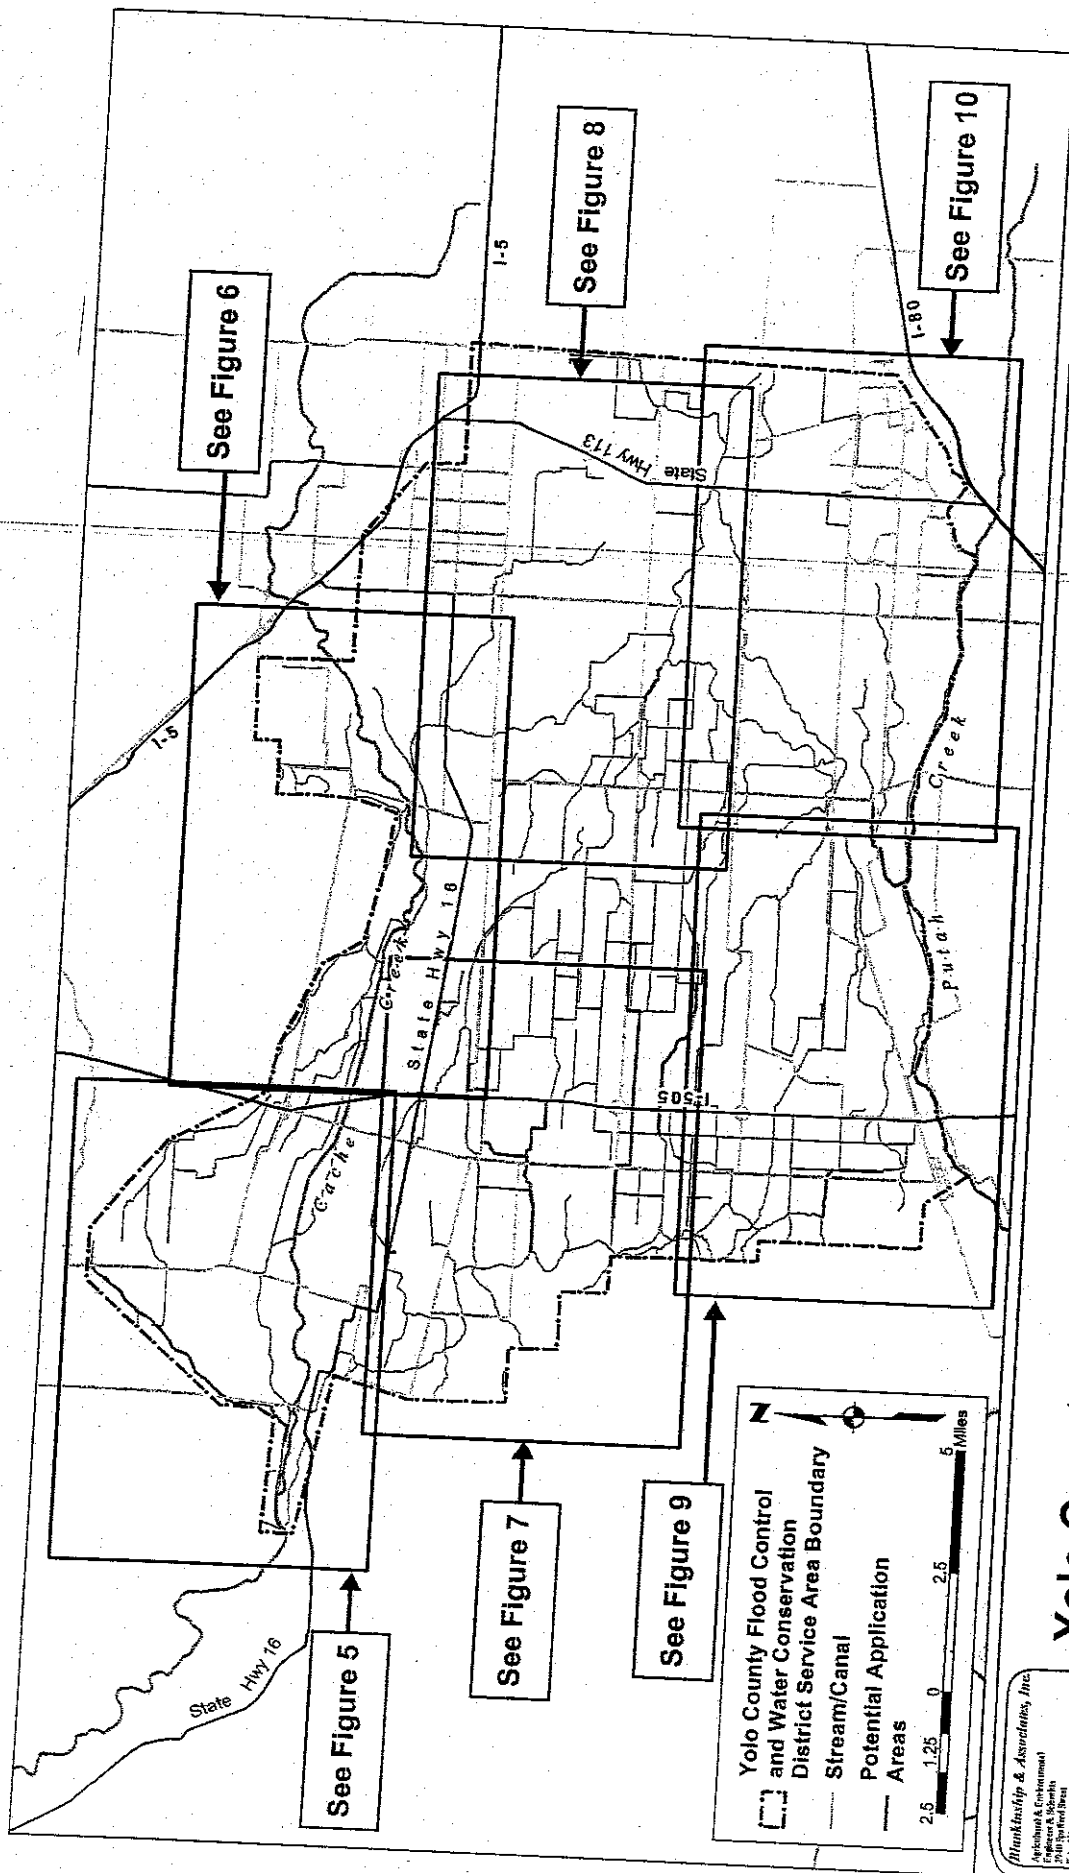 See Figure 6
See Figure 8
See Figure 10
I-5
I-5
I-80
State Hwy 113
State Hwy 16
State Hwy 16
I-505
Cache
Creek
Putah
Creek
See Figure 5
See Figure 7
See Figure 9
Yolo County Flood Control
and Water Conservation
District Service Area Boundary
Stream/Canal
Potential Application
Areas
N
2.5 1.25 0 2.5 5
Miles
Blankinship & Associates, Inc.